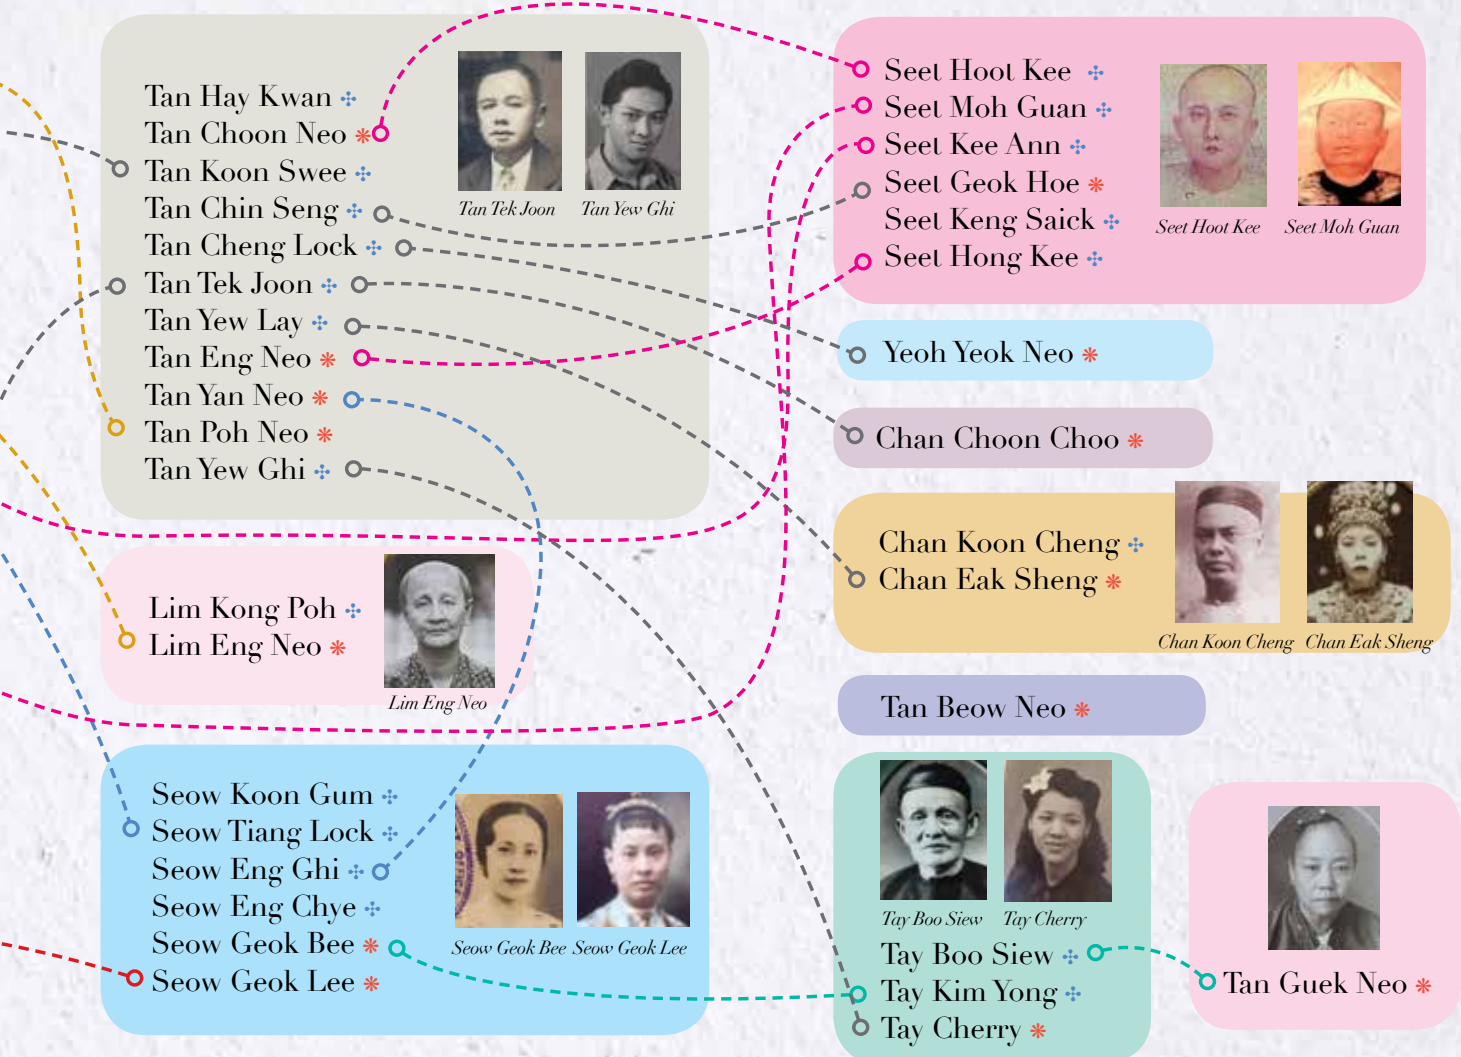 Tan Hay Kwan
Tan Choon Neo
Tan Koon Swee
Tan Chin Seng
Tan Cheng Lock
Tan Tek Joon
Tan Yew Lay
Tan Eng Neo
Tan Yan Neo
Tan Poh Neo
Tan Yew Ghi
Tan Tek Joon
Tan Yew Ghi
Seet Hoot Kee
Seet Moh Guan
Seet Kee Ann
Seet Geok Hoe
Seet Keng Saick
Seet Hong Kee
Seet Hoot Kee
Seet Moh Guan
Yeoh Yeok Neo
Chan Choon Choo
Chan Koon Cheng
Chan Eak Sheng
Chan Koon Cheng
Chan Eak Sheng
Lim Kong Poh
Lim Eng Neo
Lim Eng Neo
Tan Beow Neo
Seow Koon Gum
Seow Tiang Lock
Seow Eng Ghi
Seow Eng Chye
Seow Geok Bee
Seow Geok Lee
Seow Geok Bee
Seow Geok Lee
Tay Boo Siew
Tay Cherry
Tay Boo Siew
Tay Kim Yong
Tay Cherry
Tan Guek Neo